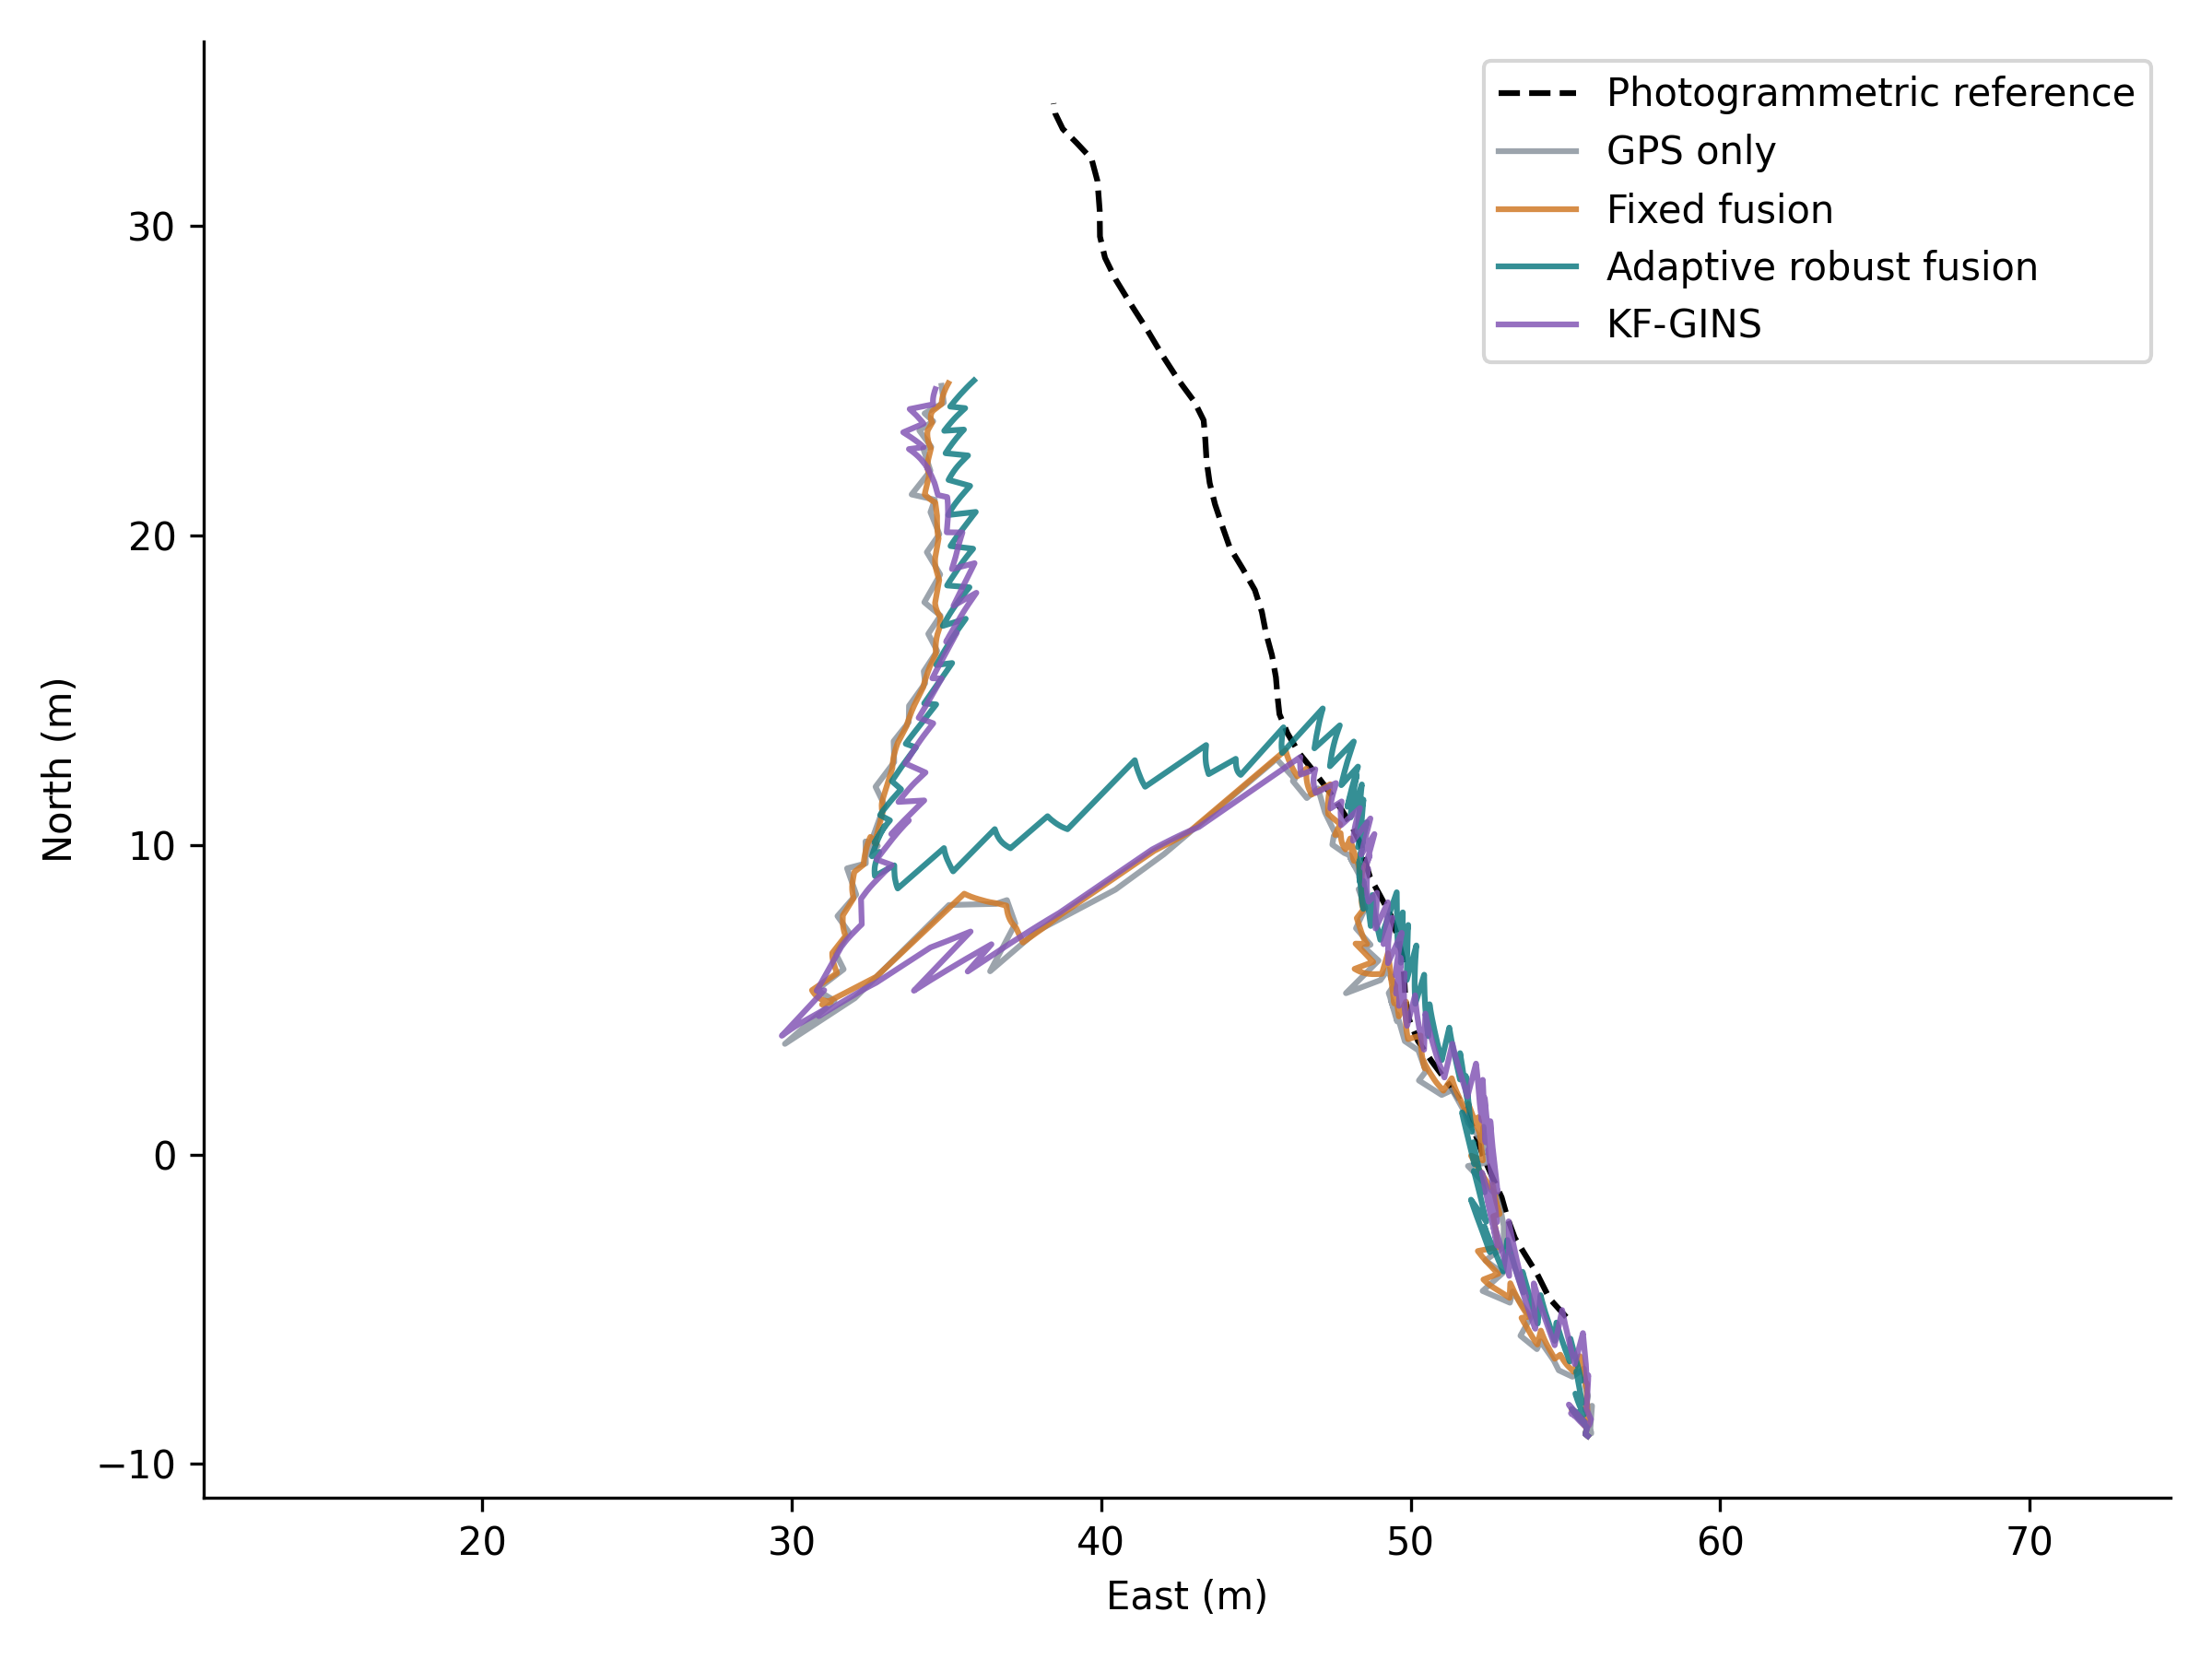 Photogrammetric reference
GPS only
Fixed fusion
Adaptive robust fusion
KF-GINS
30
20
10
0
−10
North (m)
20
30
40
50
60
70
East (m)